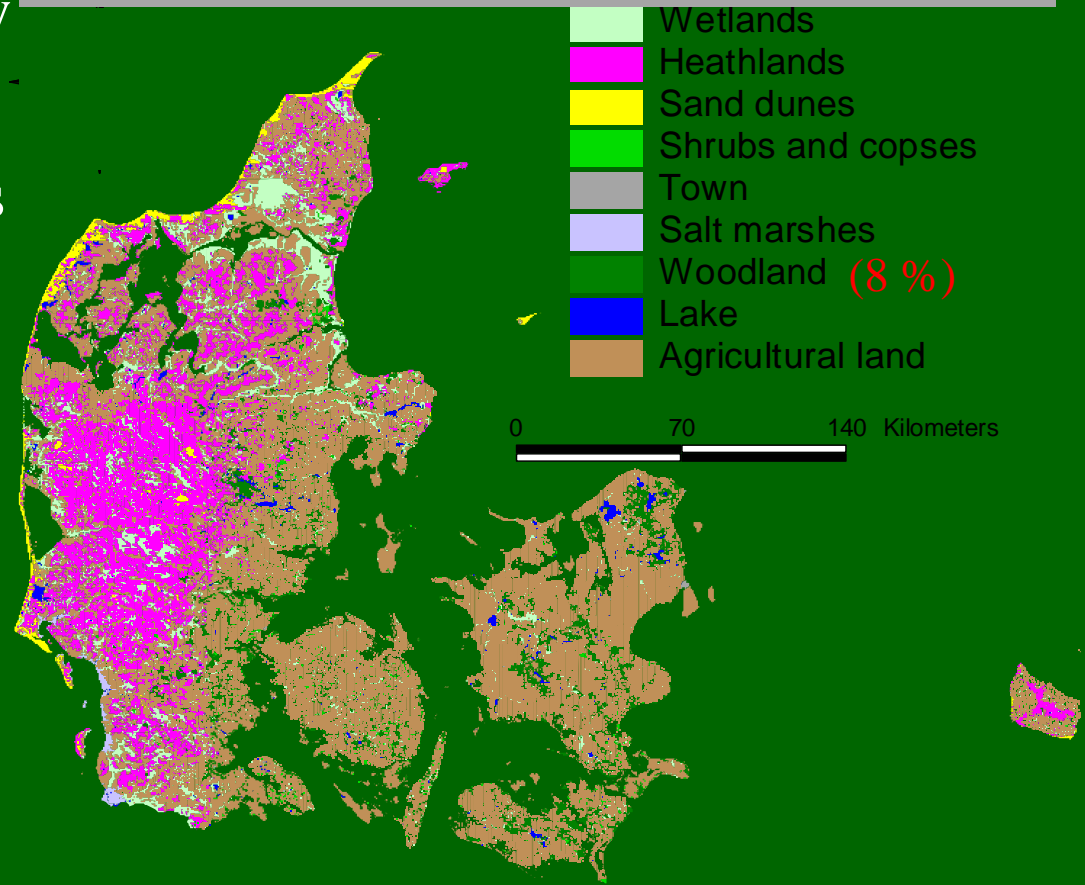 Wetlands
Heathlands
Sand dunes
Shrubs and copses
Town
Salt marshes
Woodland (8 %)
Lake
Agricultural land
0 70 140 Kilometers